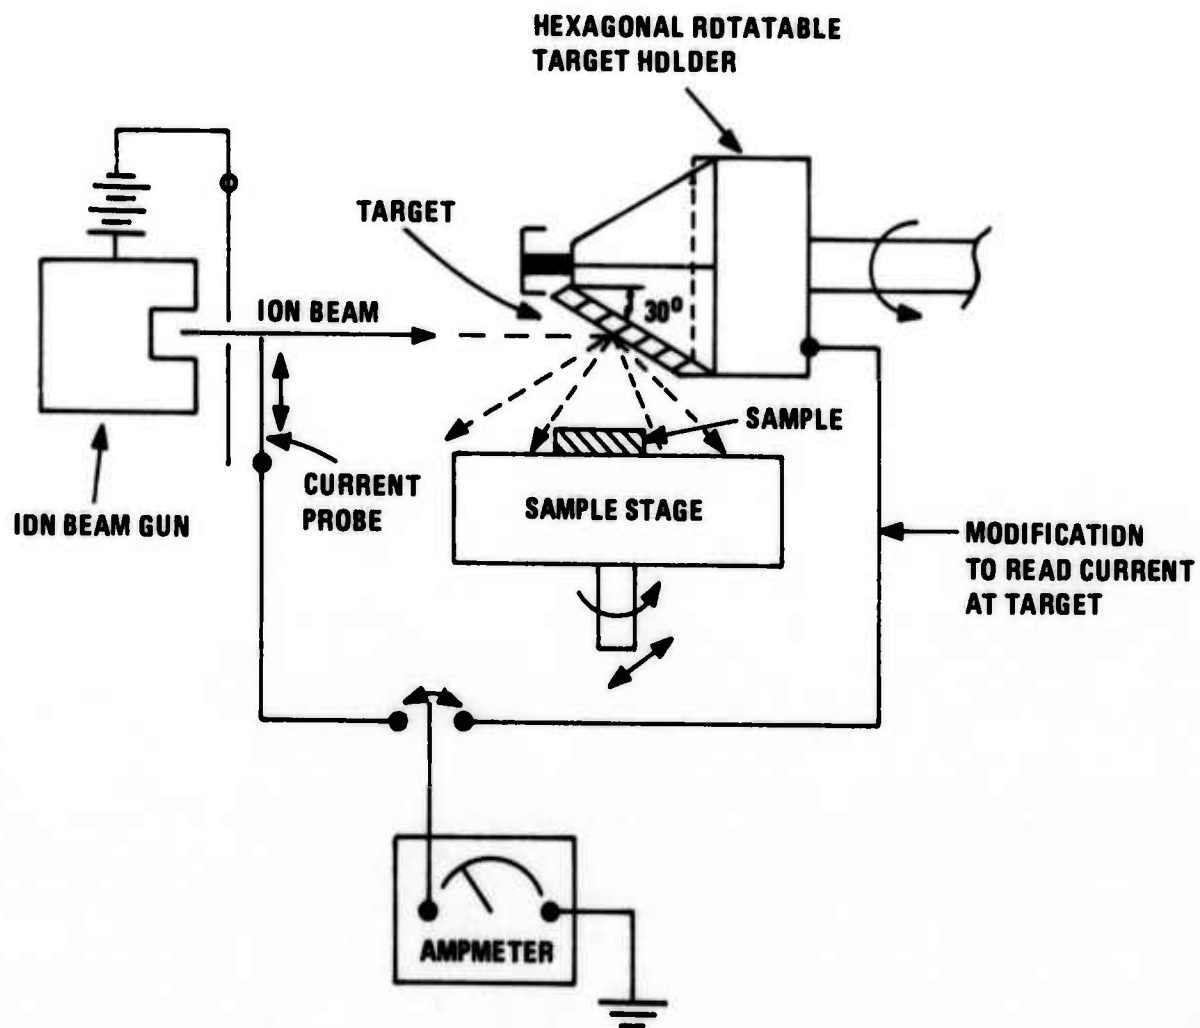 HEXAGONAL RDTATABLE
TARGET HDLDER
TARGET
30°
ION BEAM
SAMPLE
CURRENT
PROBE
SAMPLE STAGE
IDN BEAM GUN
MODIFICATIDN
TO READ CURRENT
AT TARGET
AMPMETER